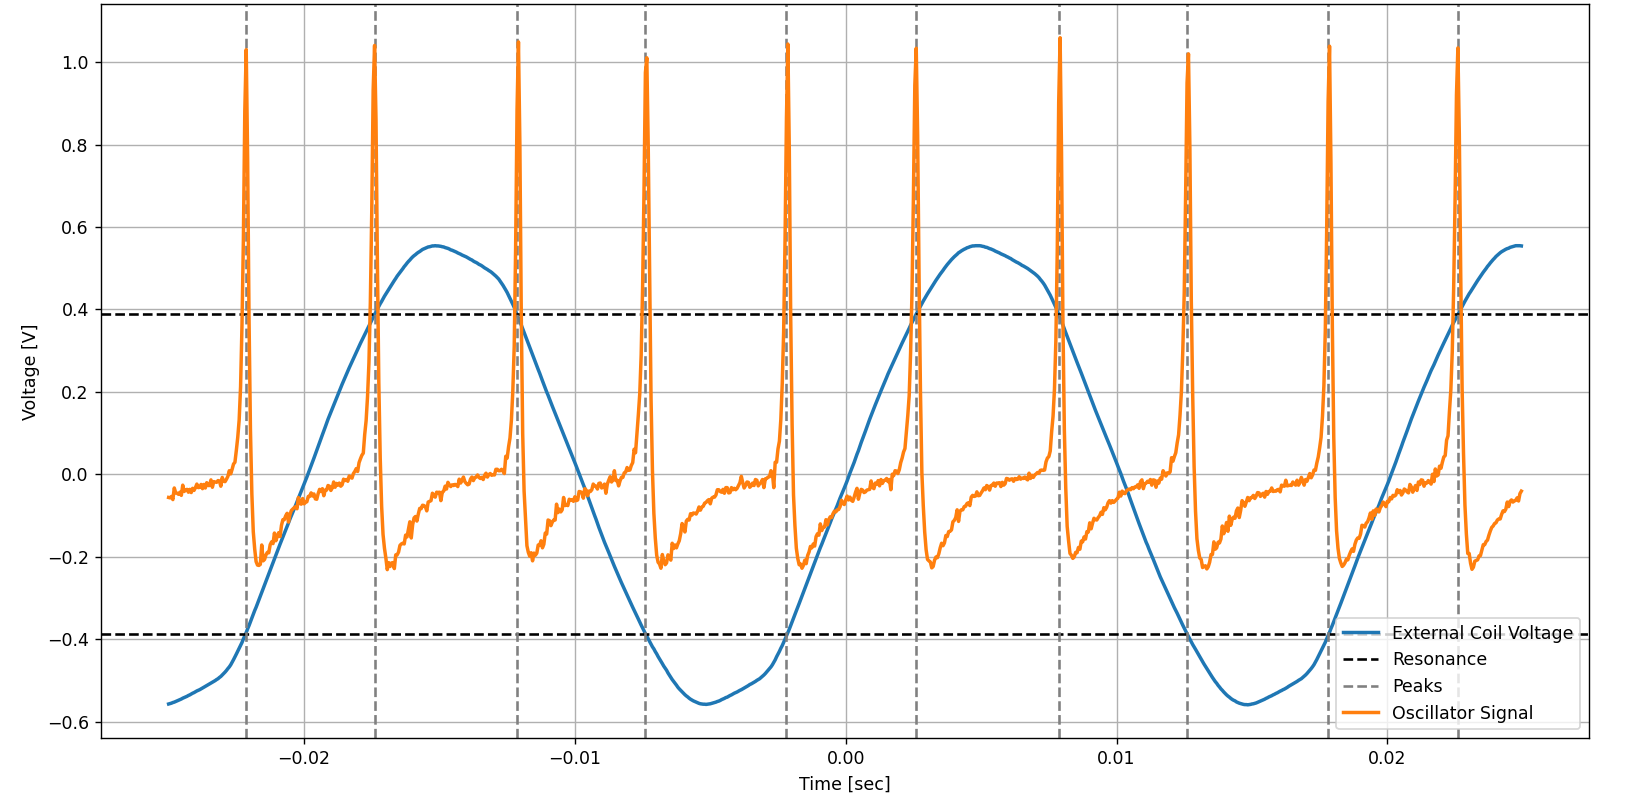 1.0
0.8
0.6
0.4
0.2
0.0
−0.2
−0.4
−0.6
Voltage [V]
−0.02 −0.01 0.00 0.01 0.02
Time [sec]
External Coil Voltage
Resonance
Peaks
Oscillator Signal